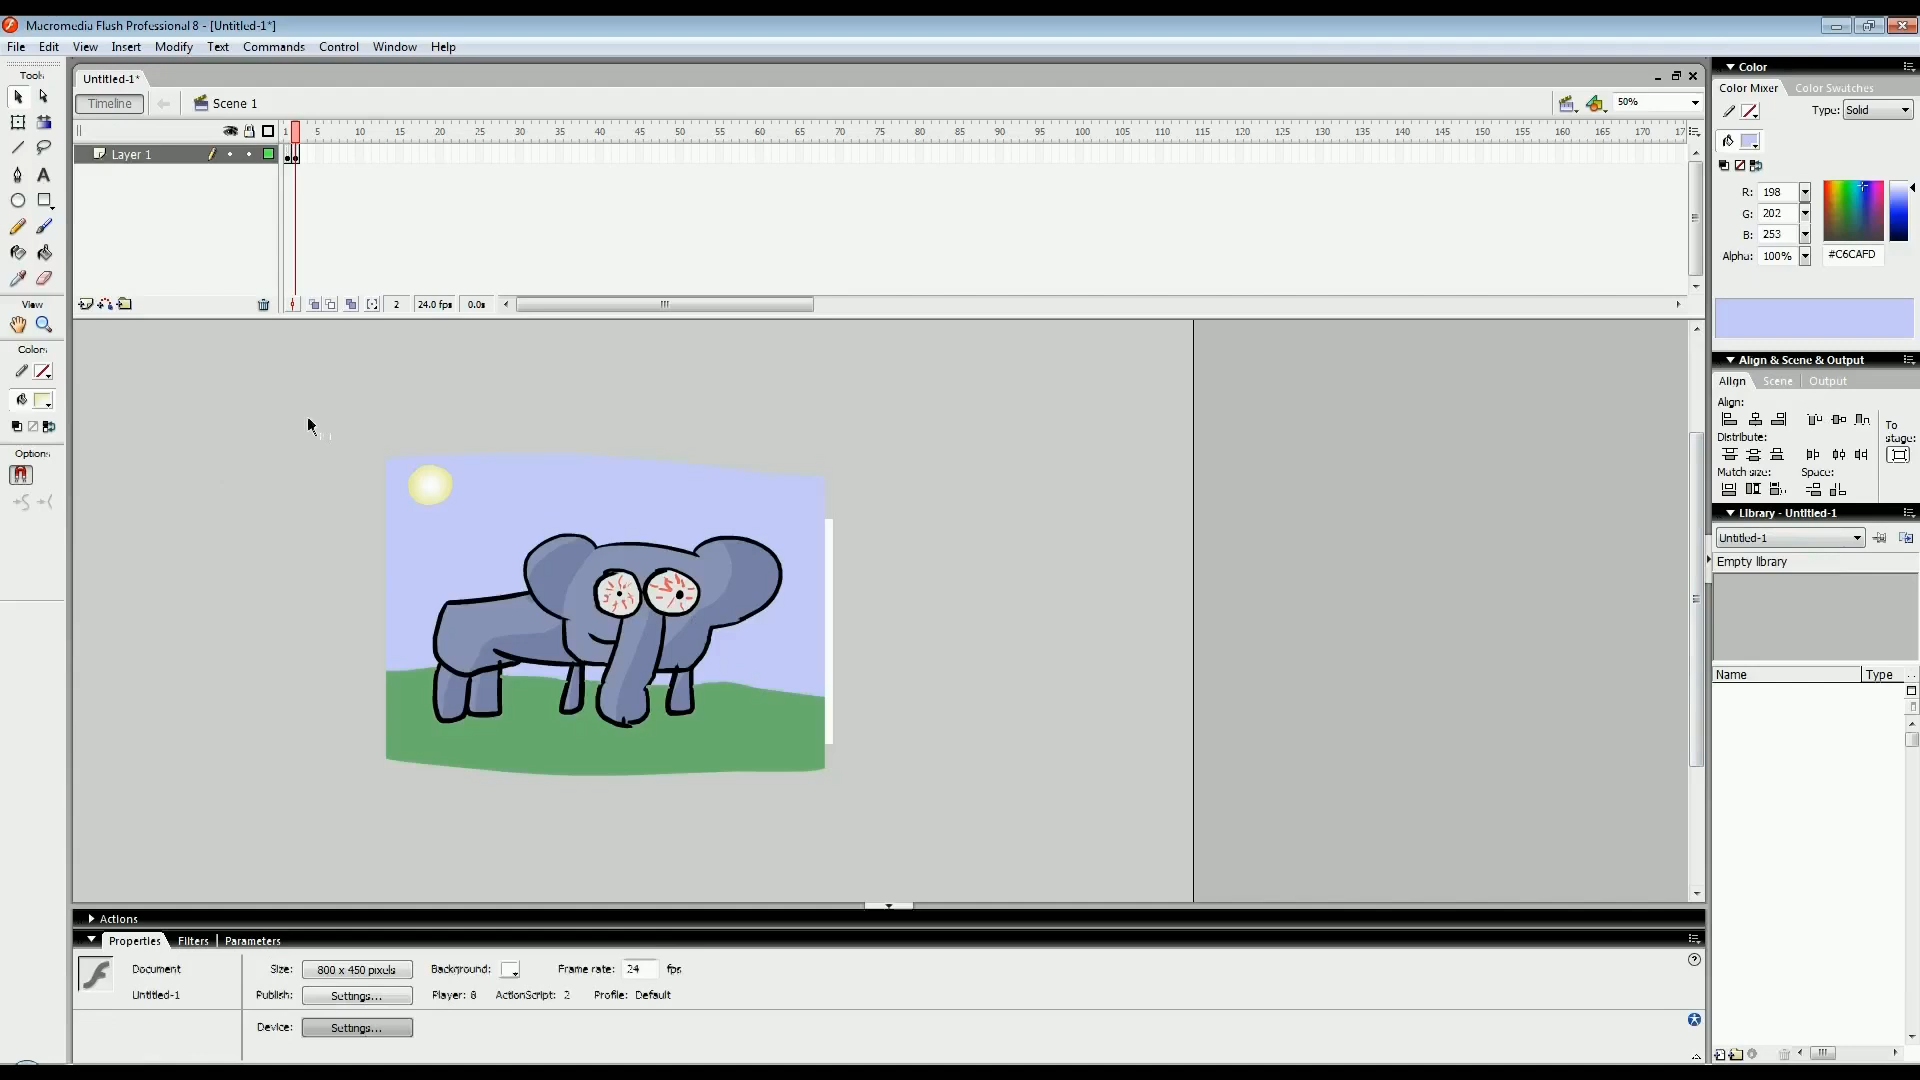 Macromedia Flash Professional 8 - [Untitled-1*]
File Edit View Insert Modify Text Commands Control Window Help
Tools
Untitled-1*
Timeline
Scene 1
50%
1 5 10 15 20 25 30 35 40 45 50 55 60 65 70 75 80 85 90 95 100 105 110 115 120 125 130 135 140 145 150 155 160 165 170 17
Layer 1
2 24.0 fps 0.0s
View
Colors
Options
Color
Color Mixer Color Swatches
Type: Solid
R: 198
G: 202
B: 253
Alpha: 100% #C6CAFD
Align & Scene & Output
Align Scene Output
Align:
To
stage:
Distribute:
Match size: Space:
Library - Untitled-1
Untitled-1
Empty library
Name Type
Actions
Properties Filters Parameters
Document
Untitled-1
Size: 800 x 450 pixels Background: Frame rate: 24 fps
Publish: Settings... Player: 8 ActionScript: 2 Profile: Default
Device: Settings...